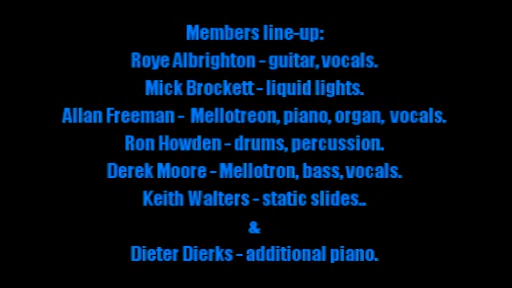 Members line-up:
Roye Albrighton - guitar, vocals.
Mick Brockett - liquid lights.
Allan Freeman - Mellotreon, piano, organ, vocals.
Ron Howden - drums, percussion.
Derek Moore - Mellotron, bass, vocals.
Keith Walters - static slides..
&
Dieter Dierks - additional piano.